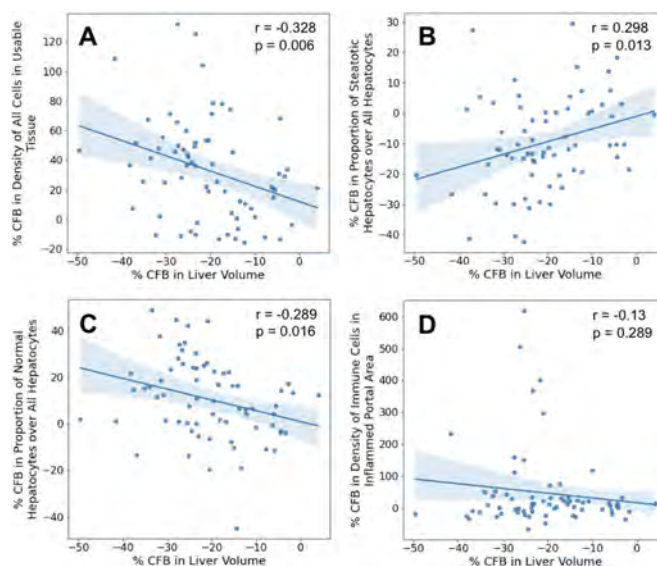 A
r = -0.328
p = 0.006
% CFB in Density of All Cells in Usable
Tissue
120
100
80
60
40
20
0
−20
−50 −40 −30 −20 −10 0
% CFB in Liver Volume
B
r = 0.298
p = 0.013
% CFB in Proportion of Steatotic
Hepatocytes over All Hepatocytes
30
20
10
0
−10
−20
−30
−40
−50 −40 −30 −20 −10 0
% CFB in Liver Volume
C
r = -0.289
p = 0.016
% CFB in Proportion of Normal
Hepatocytes over All Hepatocytes
40
20
0
−20
−40
−50 −40 −30 −20 −10 0
% CFB in Liver Volume
D
r = -0.13
p = 0.289
% CFB in Density of Immune Cells in
Inflammed Portal Area
600
500
400
300
200
100
0
−50 −40 −30 −20 −10 0
% CFB in Liver Volume